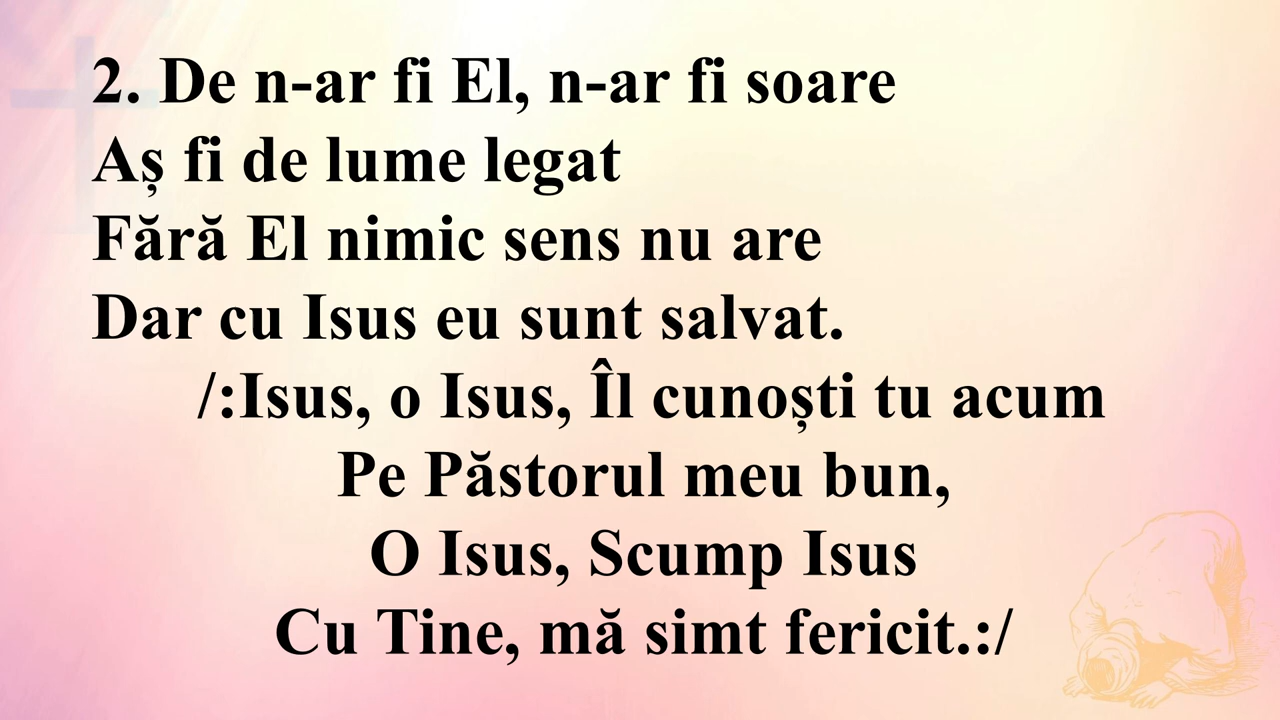 2. De n-ar fi El, n-ar fi soare
Aș fi de lume legat
Fără El nimic sens nu are
Dar cu Isus eu sunt salvat.
/:Isus, o Isus, Îl cunoști tu acum
Pe Păstorul meu bun,
O Isus, Scump Isus
Cu Tine, mă simt fericit.:/